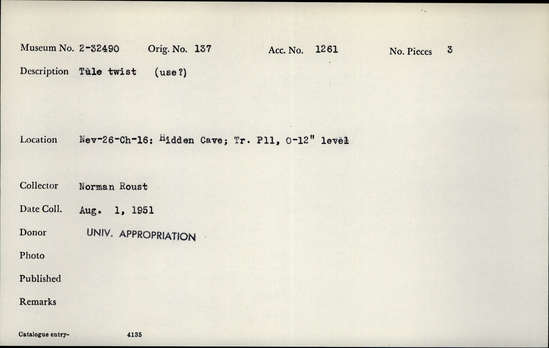 Museum No. 2-32490 Orig. No. 137 Acc. No. 1261 No. Pieces 3
Description Tule twist (use?)
Location Nev-26-Ch-16: Hidden Cave; Tr. P11, 0-12" level
Collector Norman Roust
Date Coll. Aug. 1, 1951
Donor UNIV. APPROPRIATION
Photo
Published
Remarks
Catalogue entry- 4135